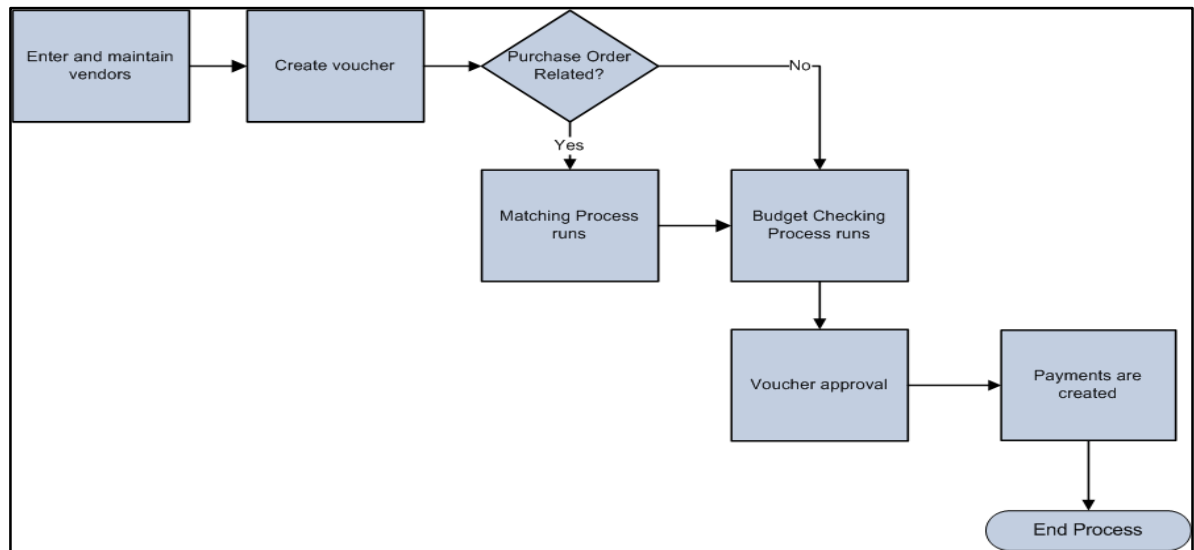 Enter and maintain
vendors
Create voucher
Purchase Order
Related?
No
Yes
Matching Process
runs
Budget Checking
Process runs
Voucher approval
Payments are
created
End Process